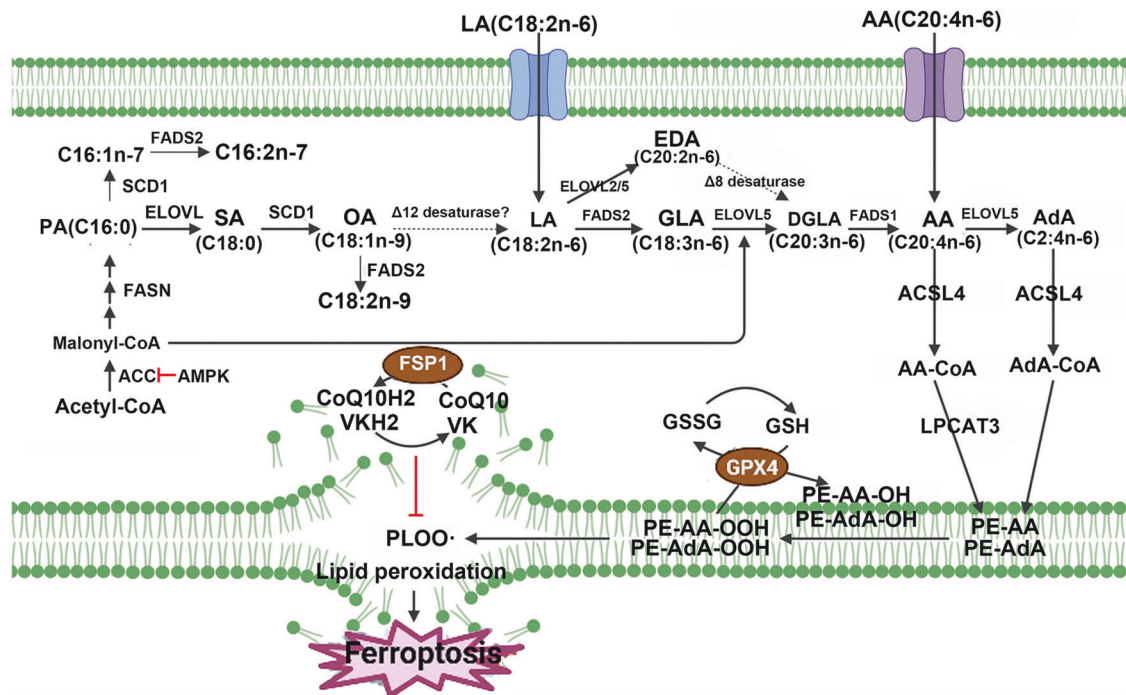 LA(C18:2n-6)
AA(C20:4n-6)
FADS2
C16:1n-7
C16:2n-7
SCD1
EDA
(C20:2n-6)
ELOVL2/5
Δ8 desaturase
PA(C16:0)
ELOVL
SA
(C18:0)
SCD1
OA
(C18:1n-9)
Δ12 desaturase?
LA
(C18:2n-6)
FADS2
GLA
(C18:3n-6)
ELOVL5
DGLA
(C20:3n-6)
FADS1
AA
(C20:4n-6)
ELOVL5
AdA
(C2:4n-6)
FADS2
C18:2n-9
FASN
ACSL4
ACSL4
Malonyl-CoA
ACC
AMPK
Acetyl-CoA
FSP1
CoQ10H2
VKH2
CoQ10
VK
AA-CoA
AdA-CoA
GSSG
GSH
LPCAT3
GPX4
PE-AA-OH
PE-AdA-OH
PE-AA-OOH
PE-AdA-OOH
PE-AA
PE-AdA
PLOO·
Lipid peroxidation
Ferroptosis